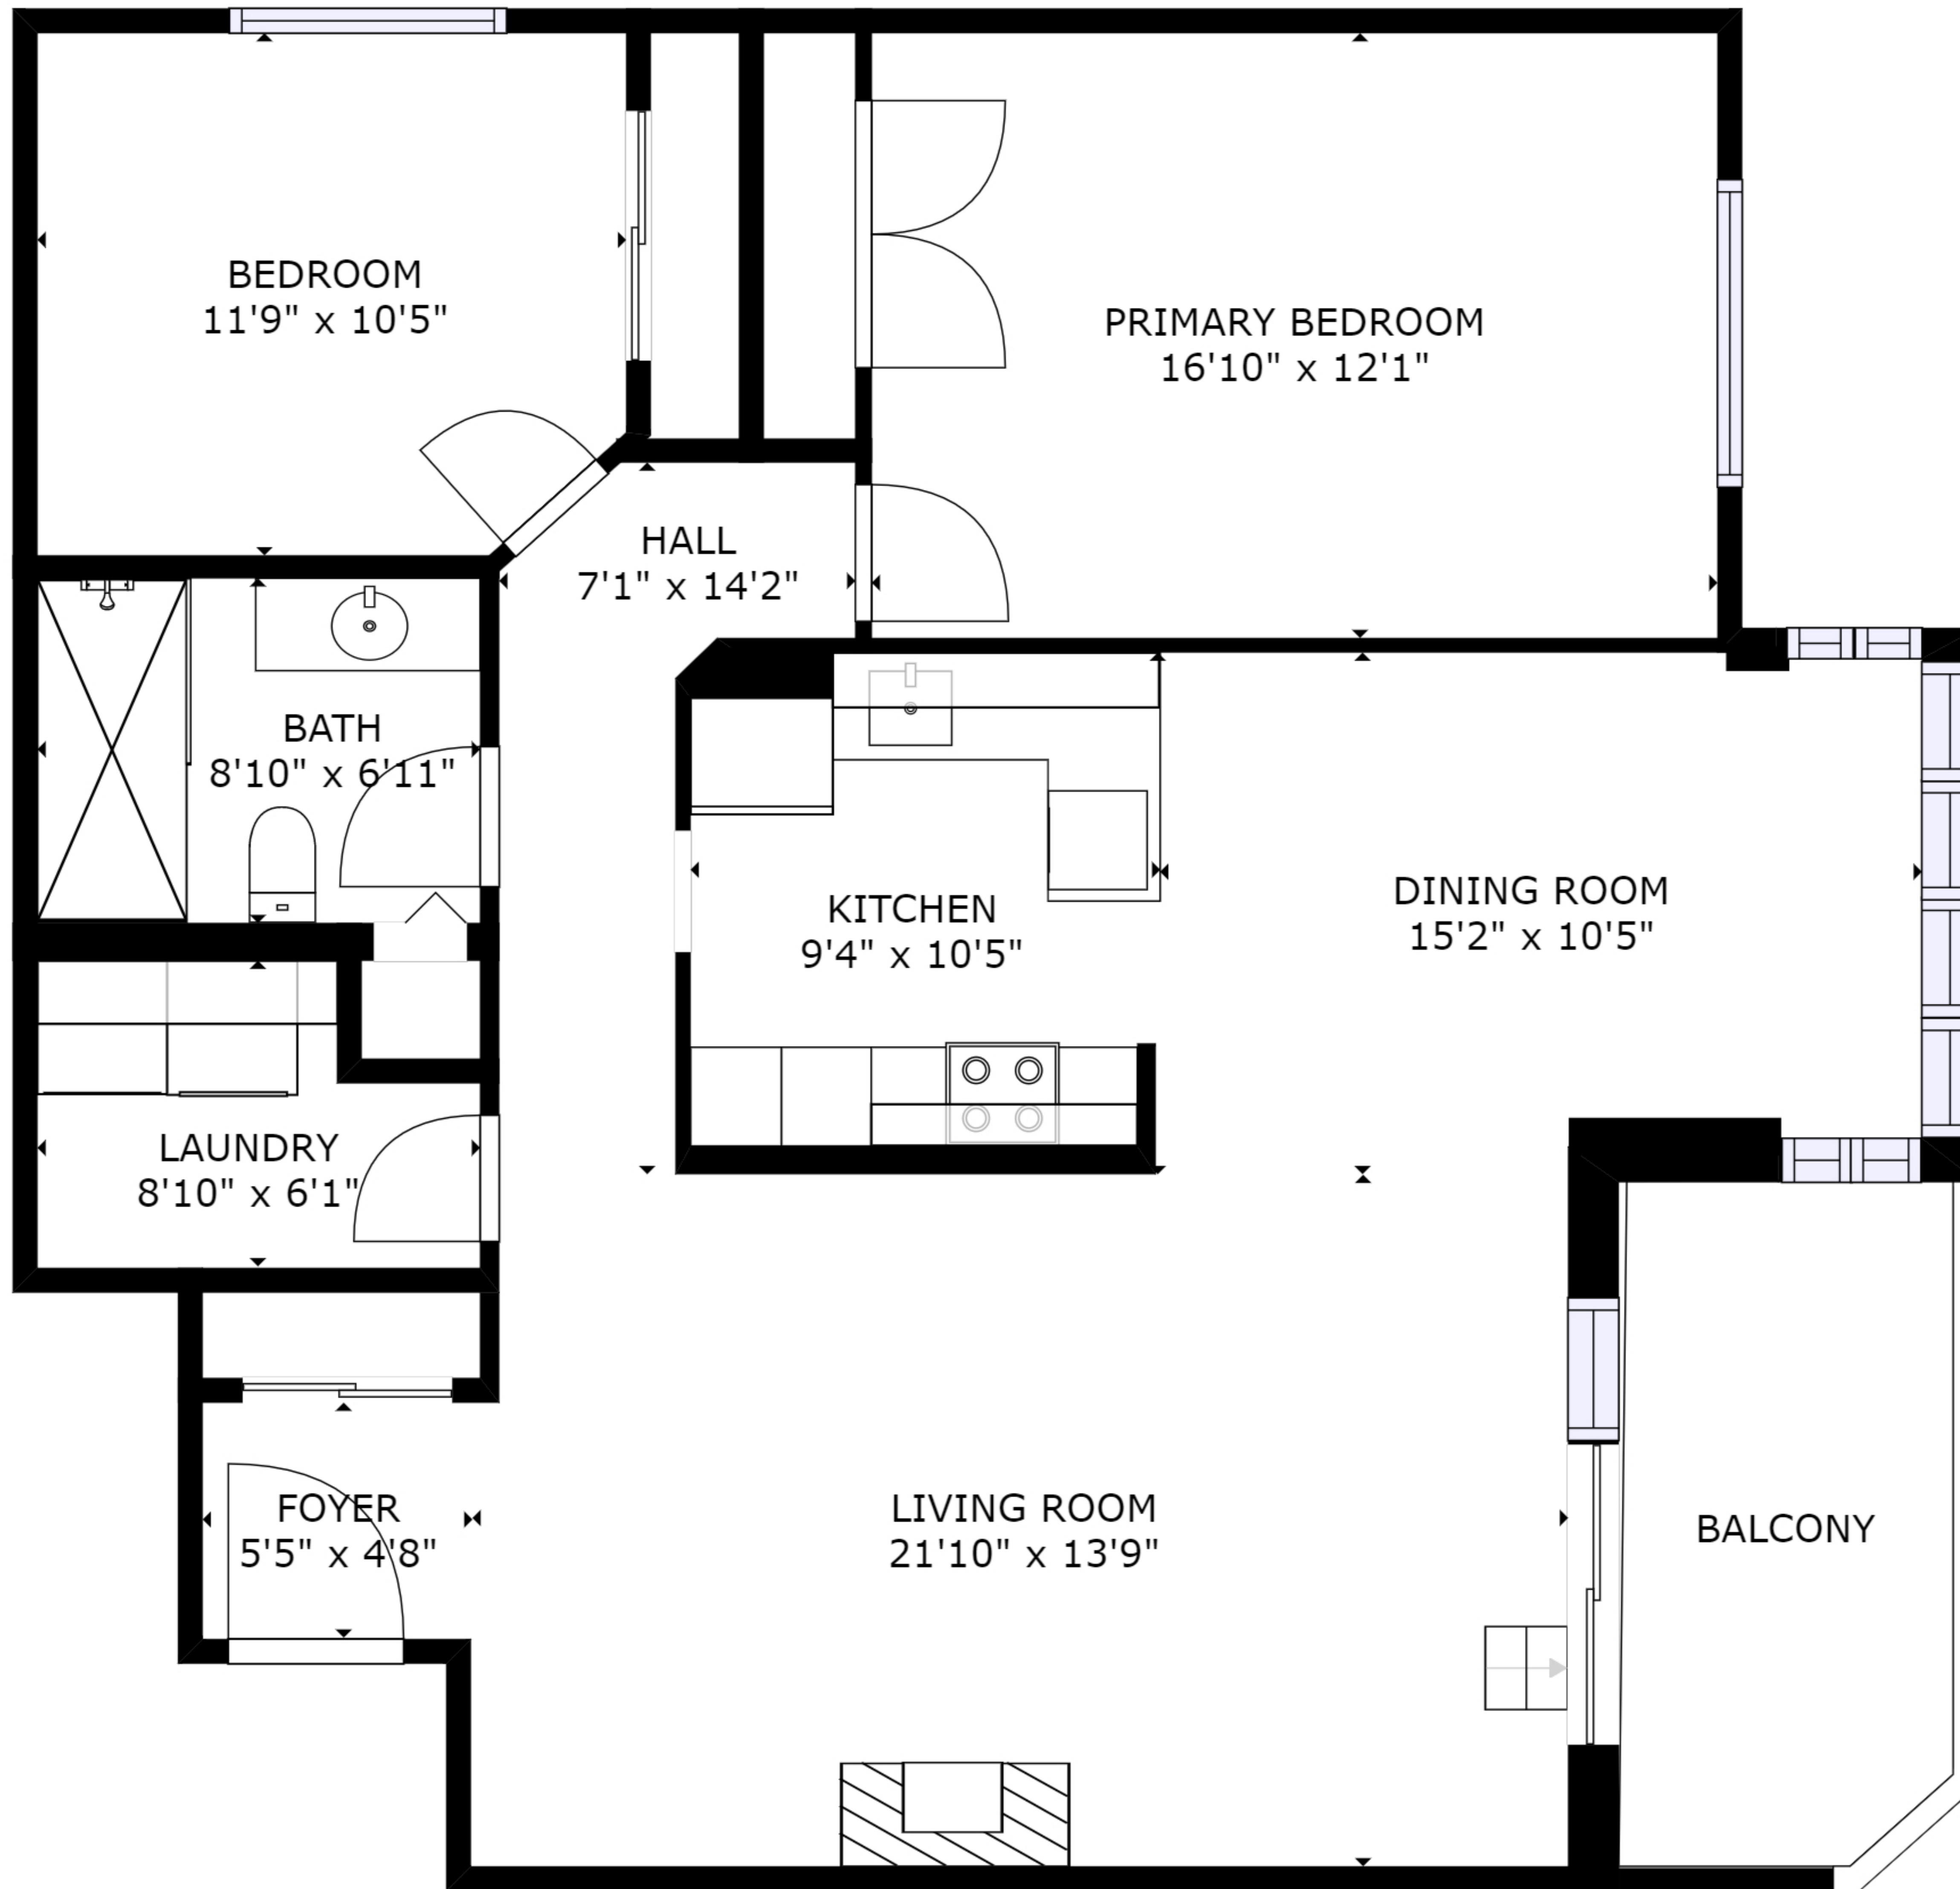 BEDROOM
11'9" x 10'5"
PRIMARY BEDROOM
16'10" x 12'1"
HALL
7'1" x 14'2"
BATH
8'10" x 6'11"
KITCHEN
9'4" x 10'5"
DINING ROOM
15'2" x 10'5"
LAUNDRY
8'10" x 6'1"
FOYER
5'5" x 4'8"
LIVING ROOM
21'10" x 13'9"
BALCONY